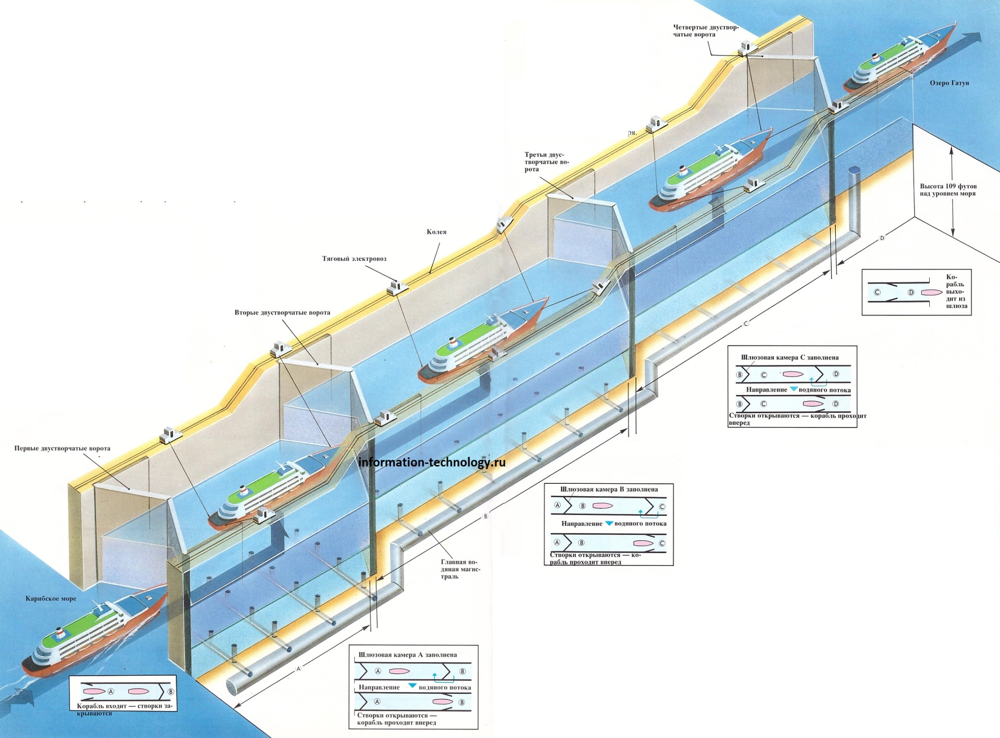 Четвертые двуствор-
чатые ворота
Озеро Гатун
ря.
Третьи двус-
творчатые во-
рота
Высота 109 футов
над уровнем моря
Колея
Тяговый электровоз
D
Ко-
рабль
выхо-
дит из
шлюза
C D
Вторые двустворчатые ворота
C
Шлюзовая камера С заполнена
B C D
Направление водяного потока
B C D
Створки открываются — корабль проходит
вперед
Первые двустворчатые ворота
information-technology.ru
Шлюзовая камера В заполнена
A B C
Направление водяного потока
A B C
Створки открываются — ко-
рабль проходит вперед
B
Главная во-
дяная магис-
траль
Карибское море
A
Шлюзовая камера А заполнена
A B
Направление водяного потока
A B
Створки открываются —
корабль проходит вперед
A B
Корабль входит — створки за-
крываются